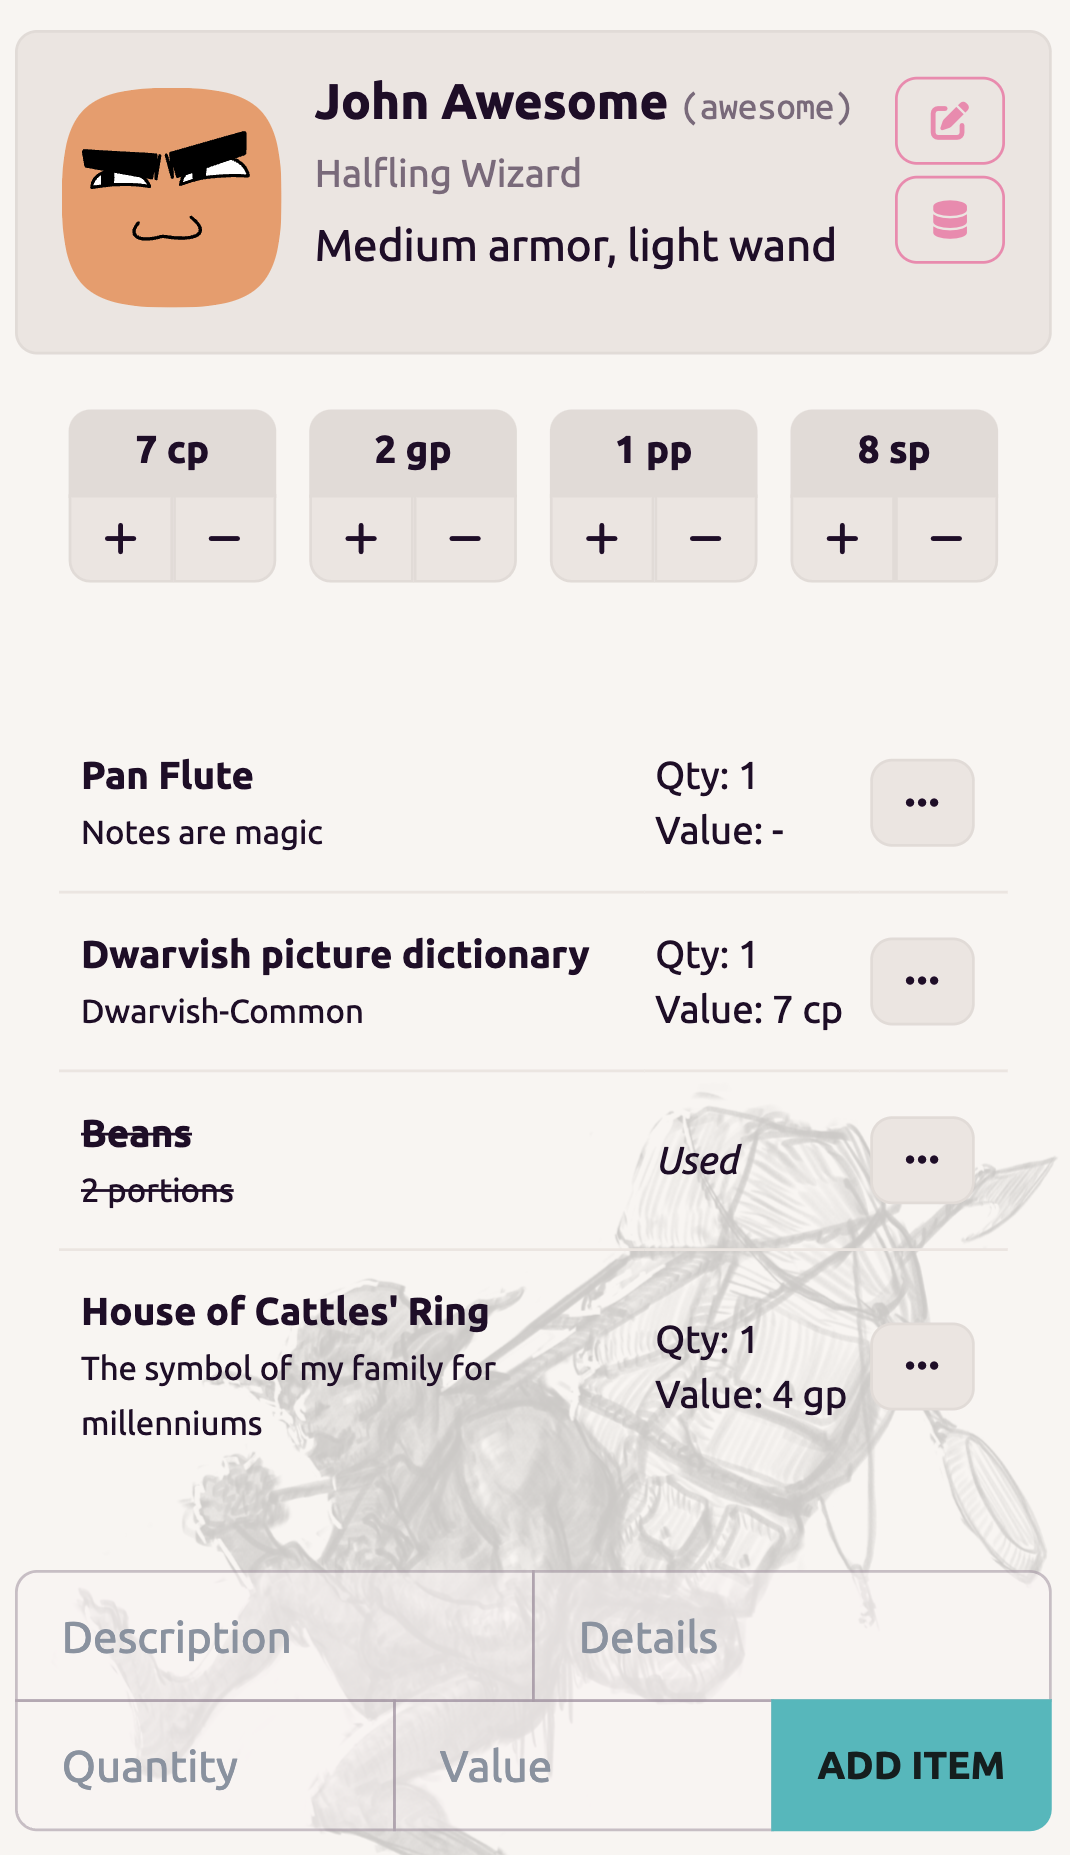 John Awesome (awesome)
Halfling Wizard
Medium armor, light wand
7 cp
2 gp
1 pp
8 sp
+ −
+ −
+ −
+ −
Pan Flute
Notes are magic
Qty: 1
Value: -
Dwarvish picture dictionary
Dwarvish-Common
Qty: 1
Value: 7 cp
Beans
2 portions
Used
House of Cattles' Ring
The symbol of my family for
millenniums
Qty: 1
Value: 4 gp
Description
Details
Quantity
Value
ADD ITEM